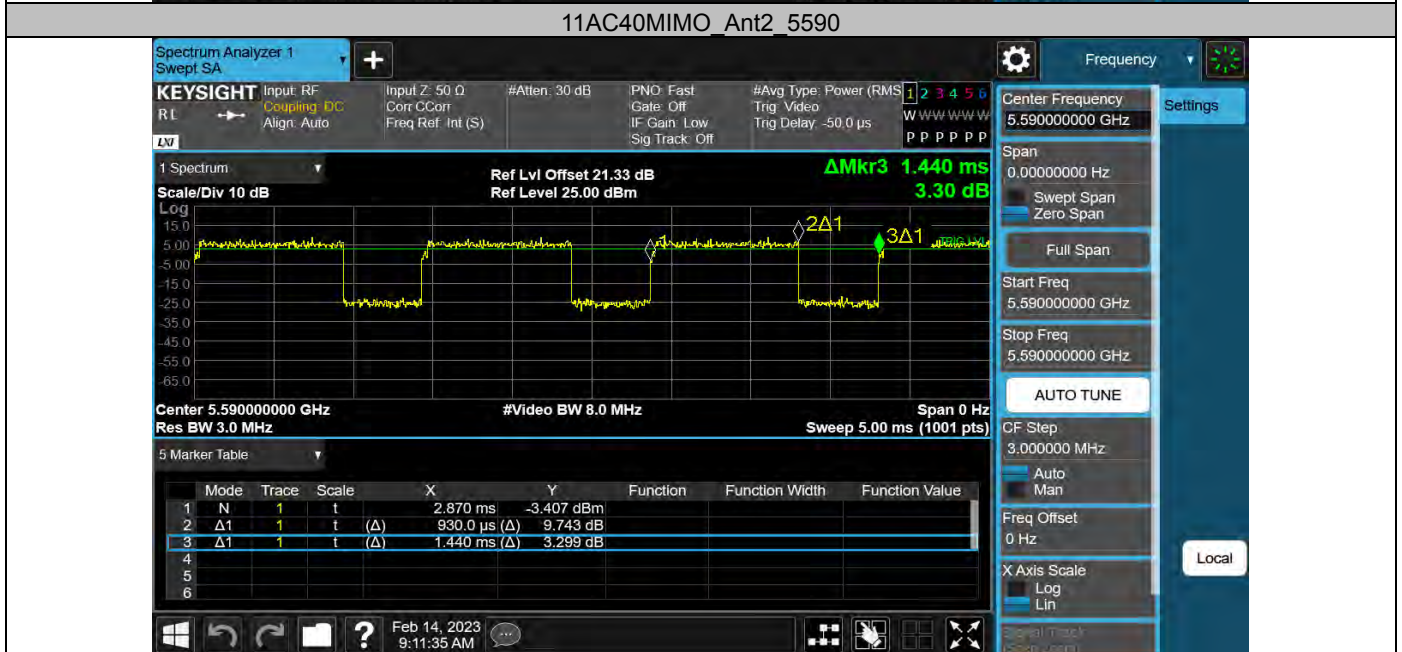 11AC40MIMO_Ant2_5590
Spectrum Analyzer 1
Swept SA
Frequency
KEYSIGHT Input: RF Input Z: 50 Ω #Atten: 30 dB PNO: Fast #Avg Type: Power (RMS 1 2 3 4 5 6
RL Coupling: DC Corr CCorr Gate: Off Trig: Video W W W W W W
Align: Auto Freq Ref: Int (S) IF Gain: Low Trig Delay: -50.0 µs
LXI Sig Track: Off P P P P P P
1 Spectrum Ref Lvl Offset 21.33 dB ΔMkr3 1.440 ms
Scale/Div 10 dB Ref Level 25.00 dBm 3.30 dB
Log
15.0
5.00
-5.00
-15.0
-25.0
-35.0
-45.0
-55.0
-65.0
1
2Δ1
3Δ1
TRIG LVL
Center 5.590000000 GHz #Video BW 8.0 MHz Span 0 Hz
Res BW 3.0 MHz Sweep 5.00 ms (1001 pts)
5 Marker Table
Mode Trace Scale X Y Function Function Width Function Value
1 N 1 t 2.870 ms -3.407 dBm
2 Δ1 1 t (Δ) 930.0 µs (Δ) 9.743 dB
3 Δ1 1 t (Δ) 1.440 ms (Δ) 3.299 dB
4
5
6
Feb 14, 2023
9:11:35 AM
Center Frequency
5.590000000 GHz
Settings
Span
0.00000000 Hz
Swept Span
Zero Span
Full Span
Start Freq
5.590000000 GHz
Stop Freq
5.590000000 GHz
AUTO TUNE
CF Step
3.000000 MHz
Auto
Man
Freq Offset
0 Hz
Local
X Axis Scale
Log
Lin
Signal Track